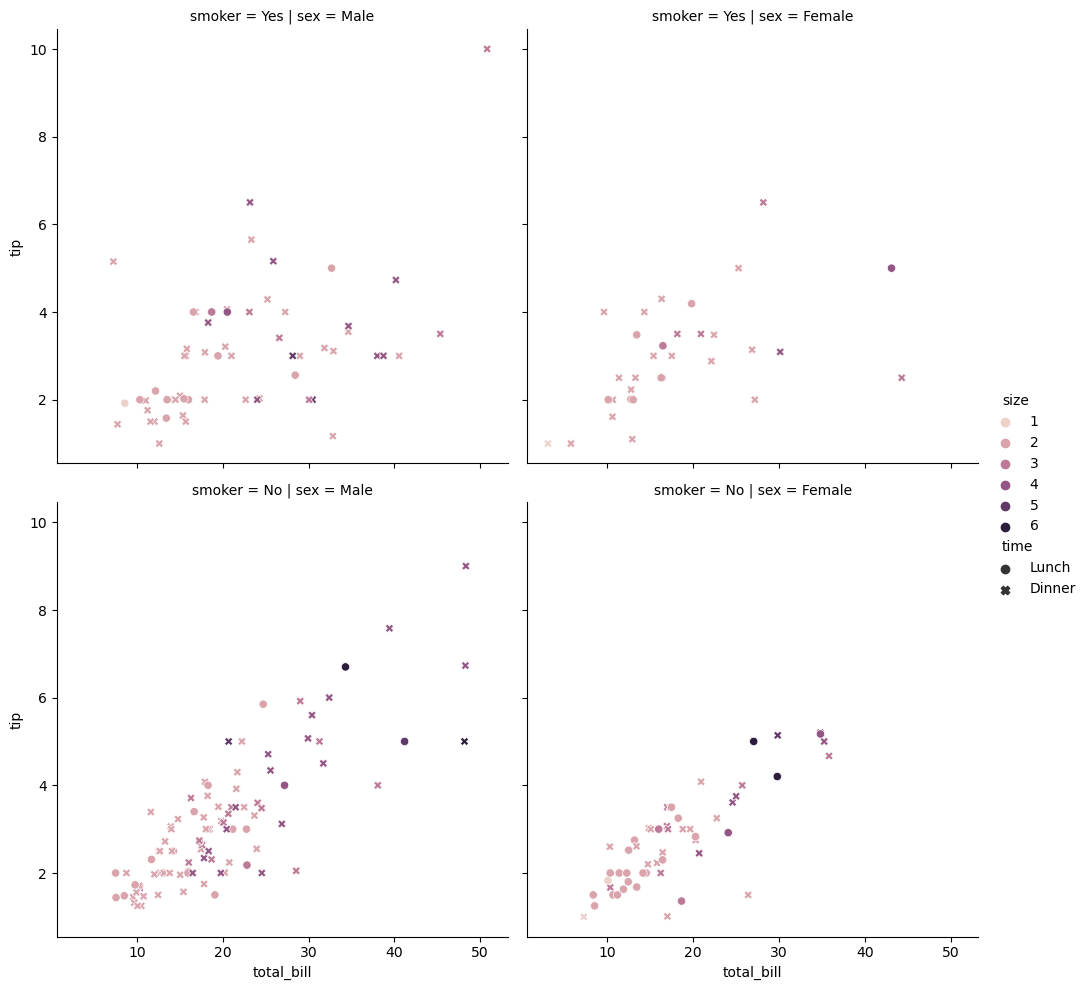 smoker = Yes | sex = Male
smoker = Yes | sex = Female
10
8
6
4
2
tip
smoker = No | sex = Male
smoker = No | sex = Female
10
8
6
4
2
tip
10 20 30 40 50
total_bill
10 20 30 40 50
total_bill
size
1
2
3
4
5
6
time
Lunch
Dinner